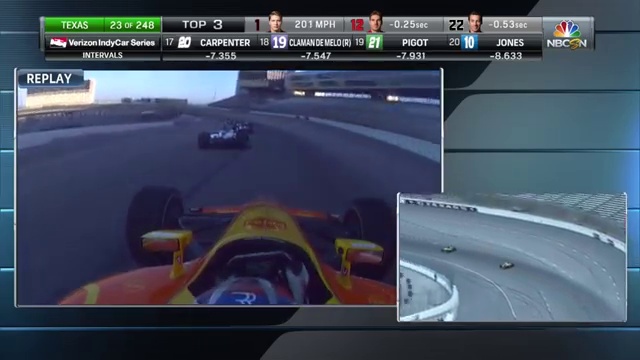 TEXAS 23 OF 248 TOP 3 1 201 MPH 12 -0.25sec 22 -0.53sec
Verizon IndyCar Series 17 20 CARPENTER 18 19 CLAMAN DE MELO (R) 19 21 PIGOT 20 10 JONES NBCSN
INTERVALS -7.355 -7.547 -7.931 -8.633
REPLAY